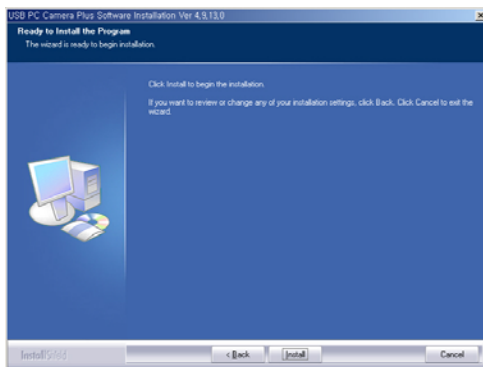 USB PC Camera Plus Software Installation Ver 4,9,13,0
Ready to Install the Program
The wizard is ready to begin installation.
Click Install to begin the installation.
If you want to review or change any of your installation settings, click Back. Click Cancel to exit the
wizard.
InstallShield
< Back
Install
Cancel